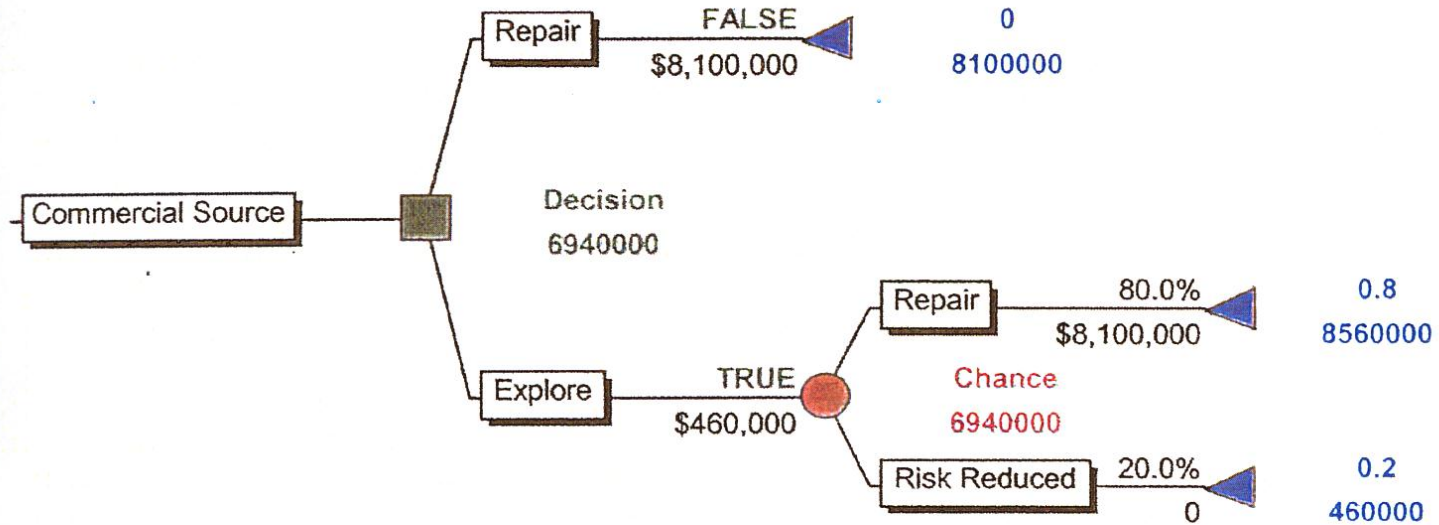 Repair
FALSE
$8,100,000
0
8100000
Commercial Source
Decision
6940000
Explore
TRUE
$460,000
Chance
6940000
Repair
80.0%
$8,100,000
0.8
8560000
Risk Reduced
20.0%
0
0.2
460000